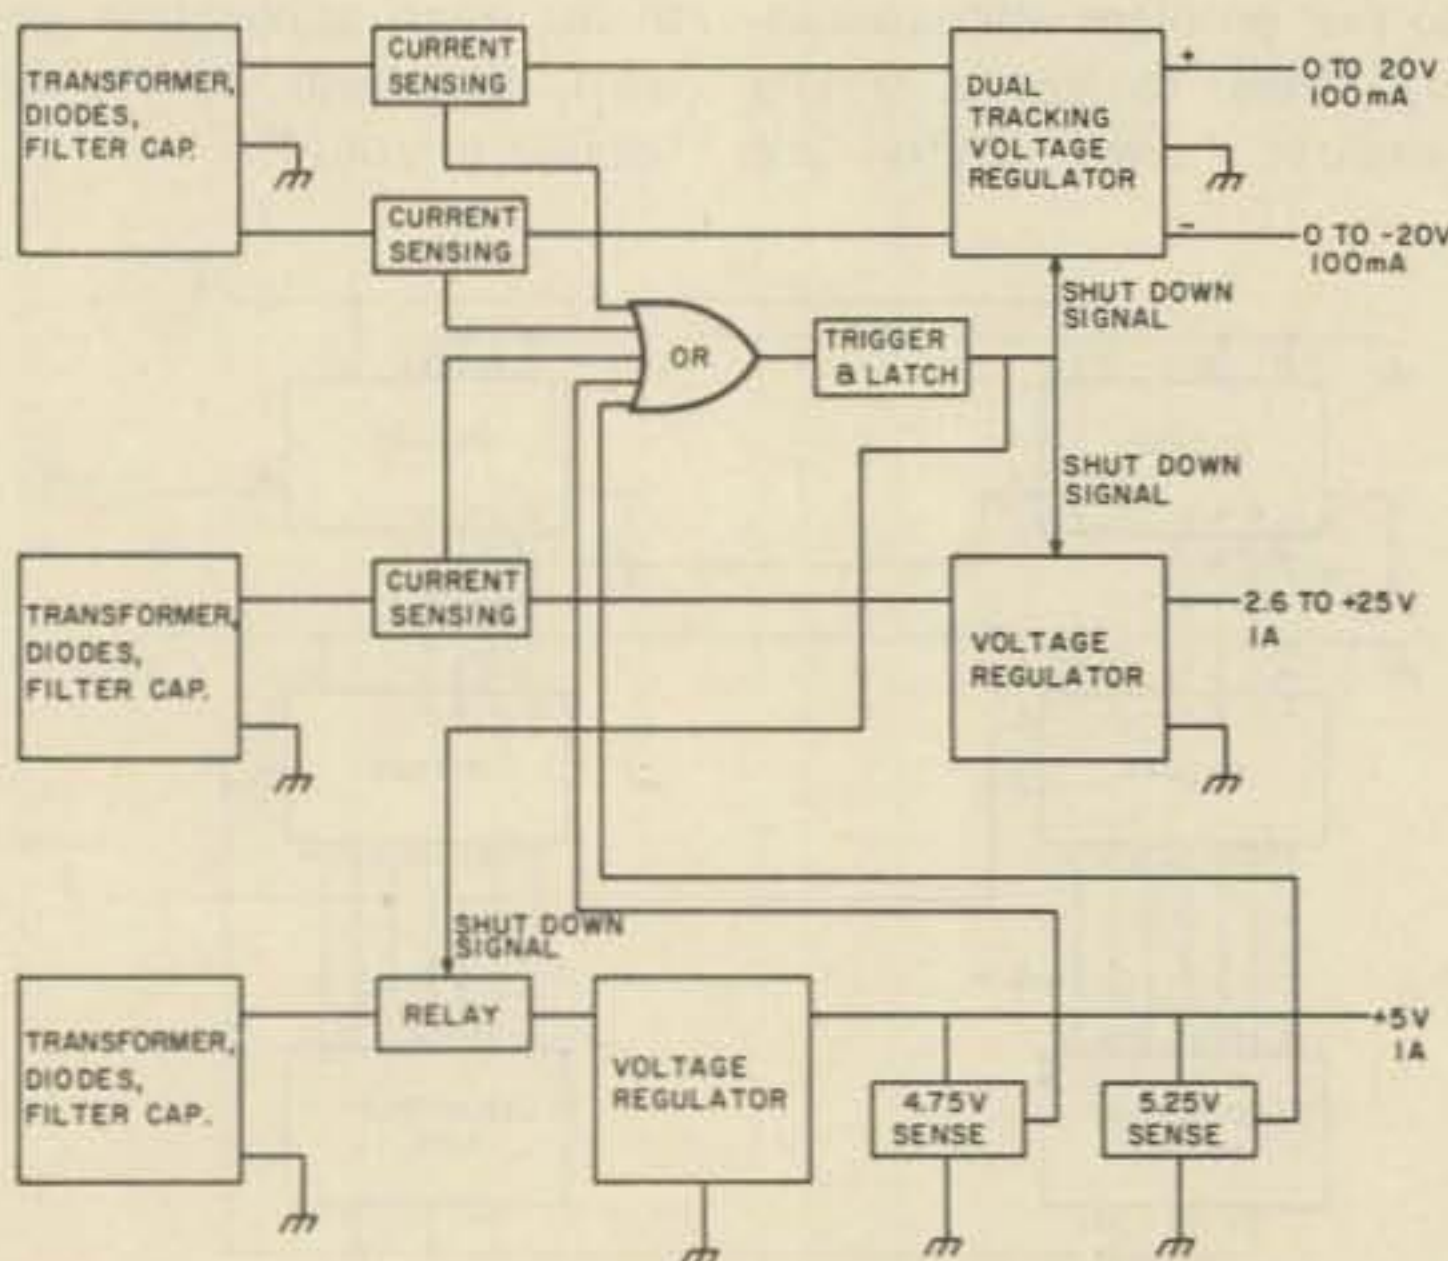 TRANSFORMER,
DIODES,
FILTER CAP.
CURRENT
SENSING
CURRENT
SENSING
DUAL
TRACKING
VOLTAGE
REGULATOR
+
0 TO 20V
100mA
-
0 TO -20V
100mA
SHUT DOWN
SIGNAL
OR
TRIGGER
& LATCH
SHUT DOWN
SIGNAL
TRANSFORMER,
DIODES,
FILTER CAP.
CURRENT
SENSING
VOLTAGE
REGULATOR
2.6 TO +25V
1A
SHUT DOWN
SIGNAL
TRANSFORMER,
DIODES,
FILTER CAP.
RELAY
VOLTAGE
REGULATOR
4.75V
SENSE
5.25V
SENSE
+5V
1A